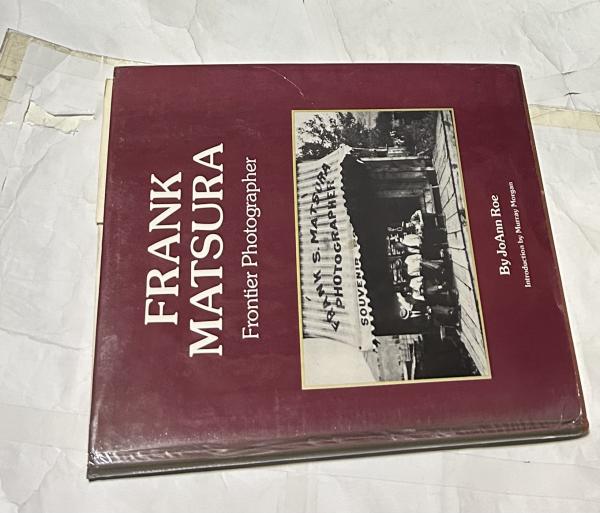 FRANK
MATSURA
Frontier Photographer
FRANK S. MATSURA
PHOTOGRAPHER
SOUVENIR
By JoAnn Roe
Introduction by Murray Morgan